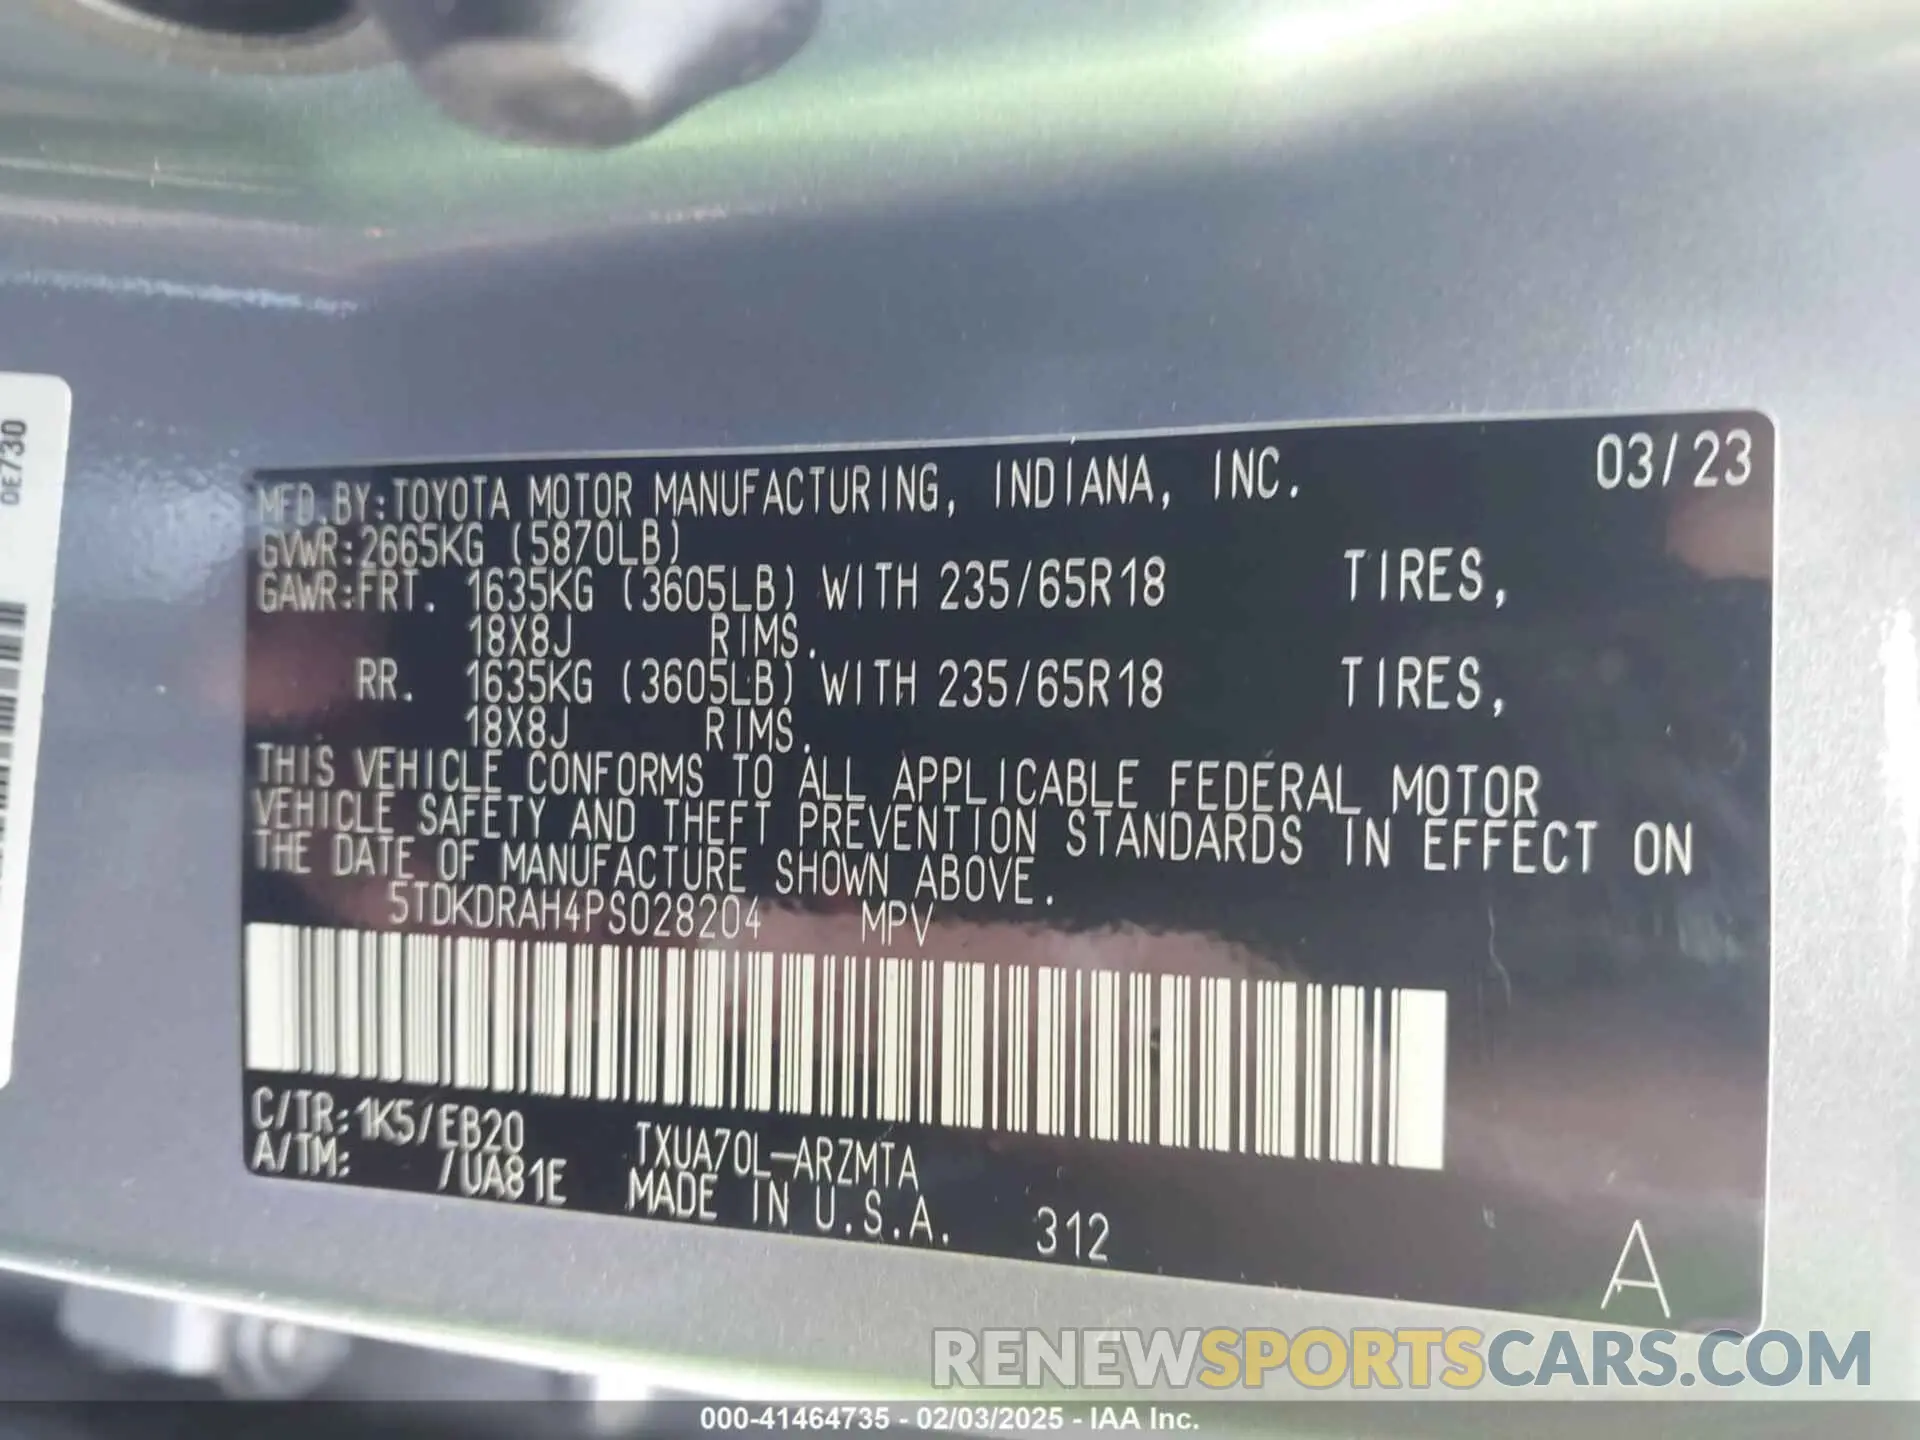 0E730
MFD.BY:TOYOTA MOTOR MANUFACTURING, INDIANA, INC. 03/23
GVWR:2665KG (5870LB)
GAWR:FRT. 1635KG (3605LB) WITH 235/65R18 TIRES,
18X8J RIMS.
RR. 1635KG (3605LB) WITH 235/65R18 TIRES,
18X8J RIMS.
THIS VEHICLE CONFORMS TO ALL APPLICABLE FEDERAL MOTOR
VEHICLE SAFETY AND THEFT PREVENTION STANDARDS IN EFFECT ON
THE DATE OF MANUFACTURE SHOWN ABOVE.
5TDKDRAH4PS028204 MPV
C/TR:1K5/EB20 TXUA70L-ARZMTA
A/TM: /UA81E MADE IN U.S.A. 312
A
RENEWSPORTSCARS.COM
000-41464735 - 02/03/2025 - IAA Inc.